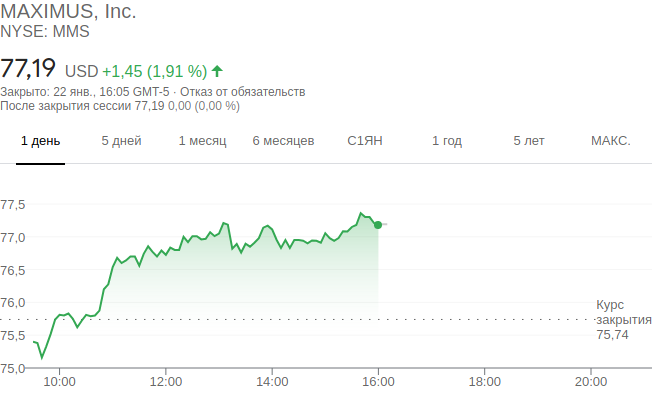 MAXIMUS, Inc.
NYSE: MMS
77,19 USD +1,45 (1,91 %)
Закрыто: 22 янв., 16:05 GMT-5 · Отказ от обязательств
После закрытия сессии 77,19 0,00 (0,00 %)
1 день 5 дней 1 месяц 6 месяцев С1ЯН 1 год 5 лет МАКС.
77,5
77,0
76,5
76,0
75,5
75,0
Курс
закрытия
75,74
10:00 12:00 14:00 16:00 18:00 20:00